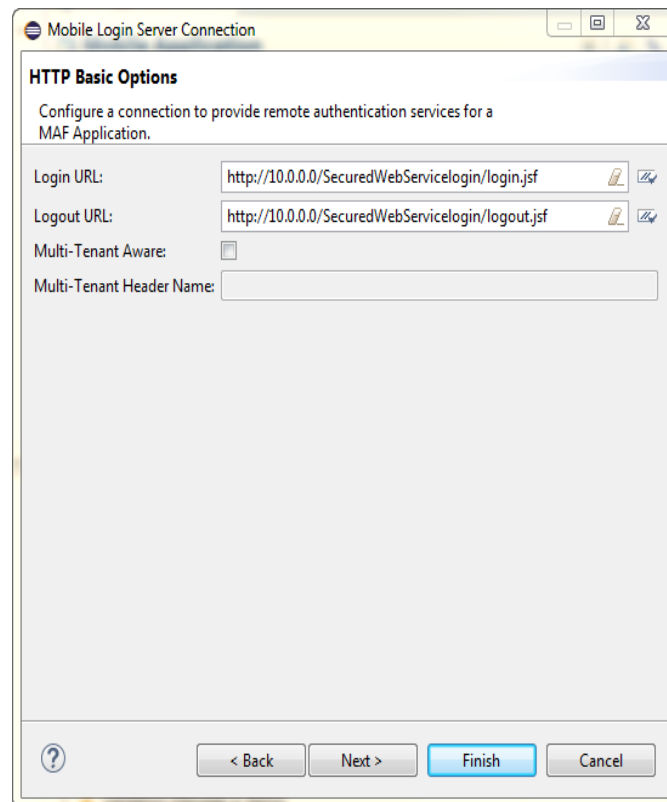 Mobile Login Server Connection
HTTP Basic Options
Configure a connection to provide remote authentication services for a
MAF Application.
Login URL: http://10.0.0.0/SecuredWebServicelogin/login.jsf
Logout URL: http://10.0.0.0/SecuredWebServicelogin/logout.jsf
Multi-Tenant Aware:
Multi-Tenant Header Name:
? < Back Next > Finish Cancel